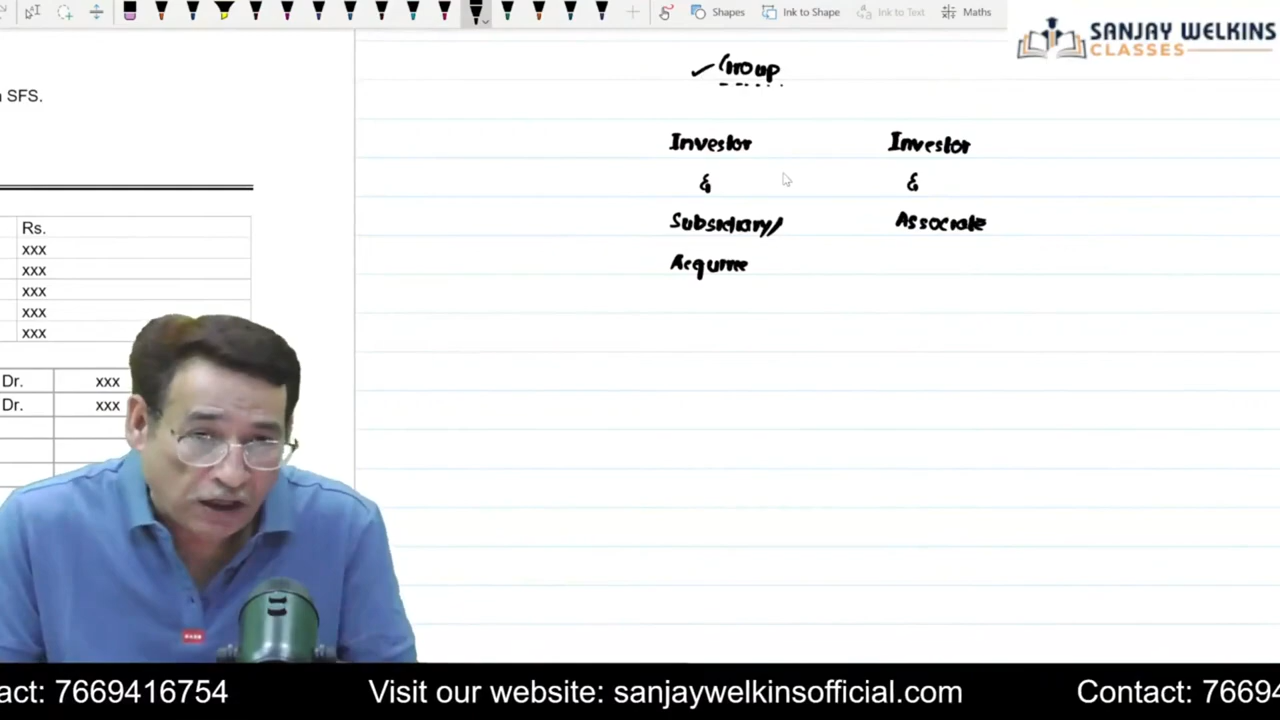 Shapes
Ink to Shape
Ink to Text
Maths
SANJAY WELKINS
CLASSES
SFS.
Group
Investor
&
Subsidiary/
Acquiree
Investor
&
Associate
Rs.
xxx
xxx
xxx
xxx
xxx
Dr. xxx
Dr. xxx
act: 7669416754 Visit our website: sanjaywelkinsofficial.com Contact: 7669